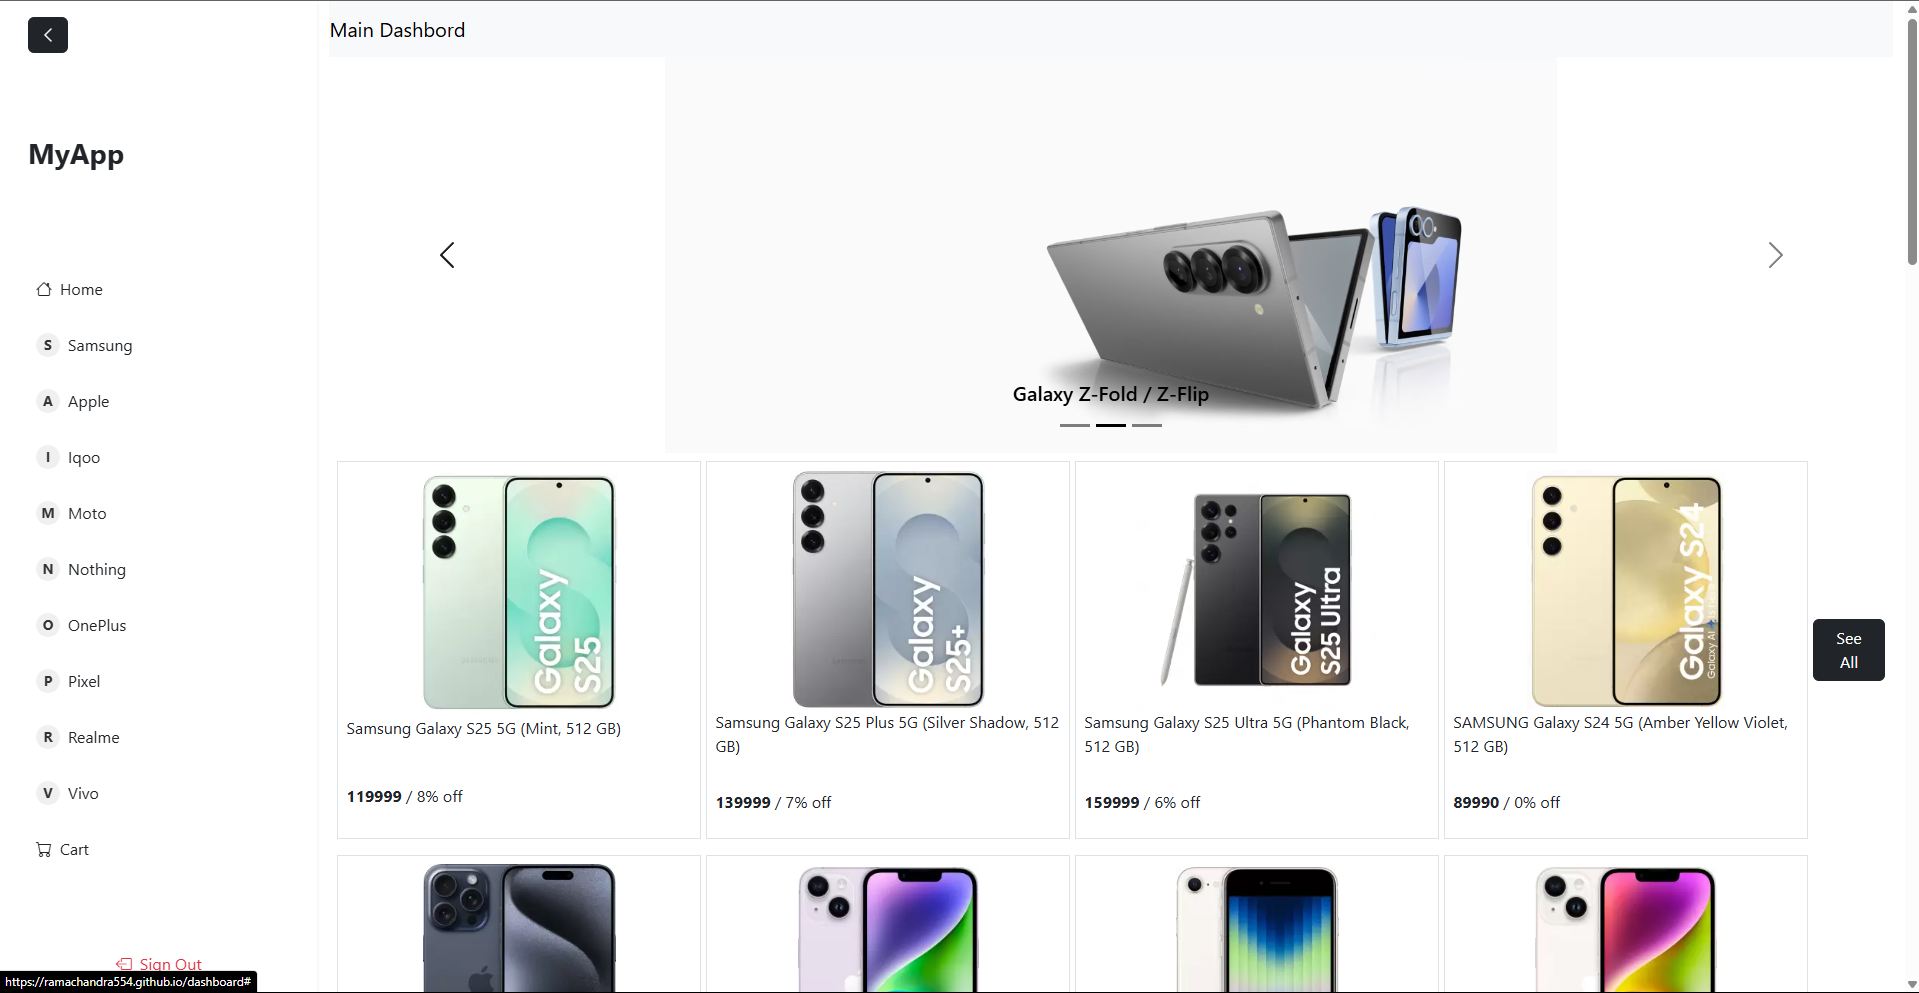 Main Dashbord
MyApp
Home
S Samsung
A Apple
I Iqoo
M Moto
N Nothing
O OnePlus
P Pixel
R Realme
V Vivo
Cart
Sign Out
https://ramachandra554.github.io/dashboard#
Galaxy Z-Fold / Z-Flip
Galaxy
S25
Samsung Galaxy S25 5G (Mint, 512 GB)
119999 / 8% off
Galaxy
S25+
Samsung Galaxy S25 Plus 5G (Silver Shadow, 512
GB)
139999 / 7% off
Galaxy
S25 Ultra
Samsung Galaxy S25 Ultra 5G (Phantom Black,
512 GB)
159999 / 6% off
Galaxy S24
SAMSUNG Galaxy S24 5G (Amber Yellow Violet,
512 GB)
89990 / 0% off
See
All